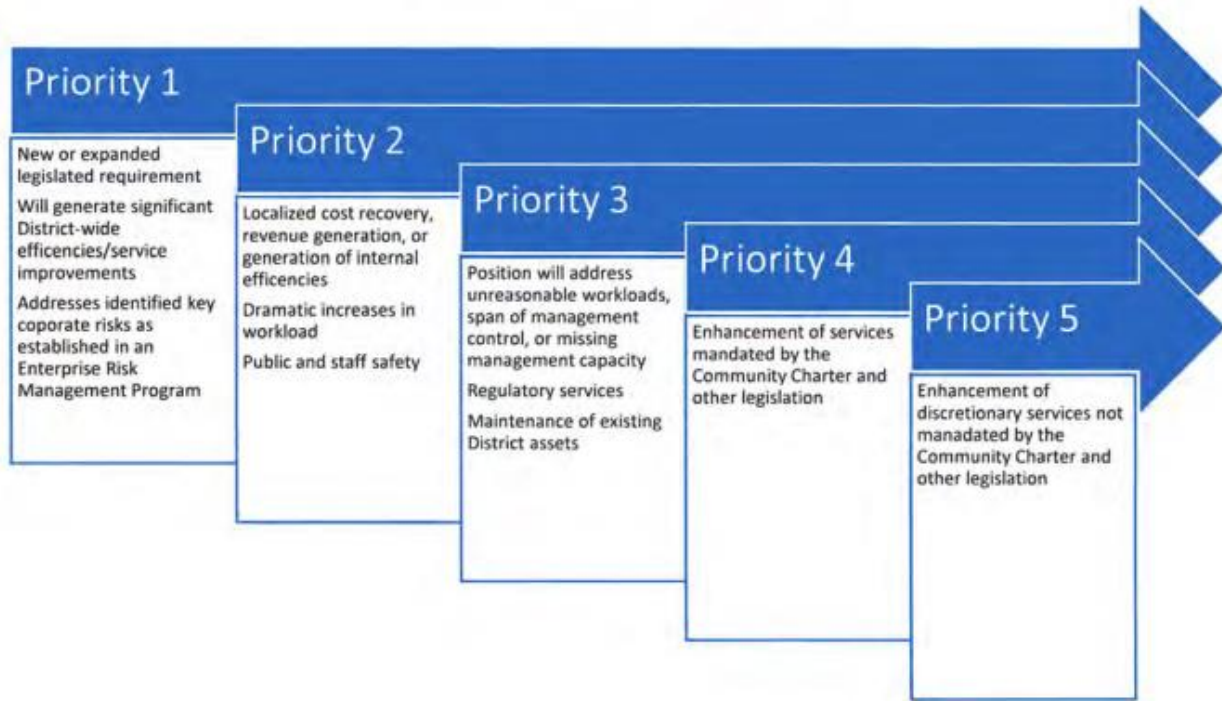 Priority 1
New or expanded
legislated requirement
Will generate significant
District-wide
efficencies/service
improvements
Addresses identified key
coporate risks as
established in an
Enterprise Risk
Management Program
Priority 2
Localized cost recovery,
revenue generation, or
generation of internal
efficencies
Dramatic increases in
workload
Public and staff safety
Priority 3
Position will address
unreasonable workloads,
span of management
control, or missing
management capacity
Regulatory services
Maintenance of existing
District assets
Priority 4
Enhancement of services
mandated by the
Community Charter and
other legislation
Priority 5
Enhancement of
discretionary services not
manadated by the
Community Charter and
other legislation